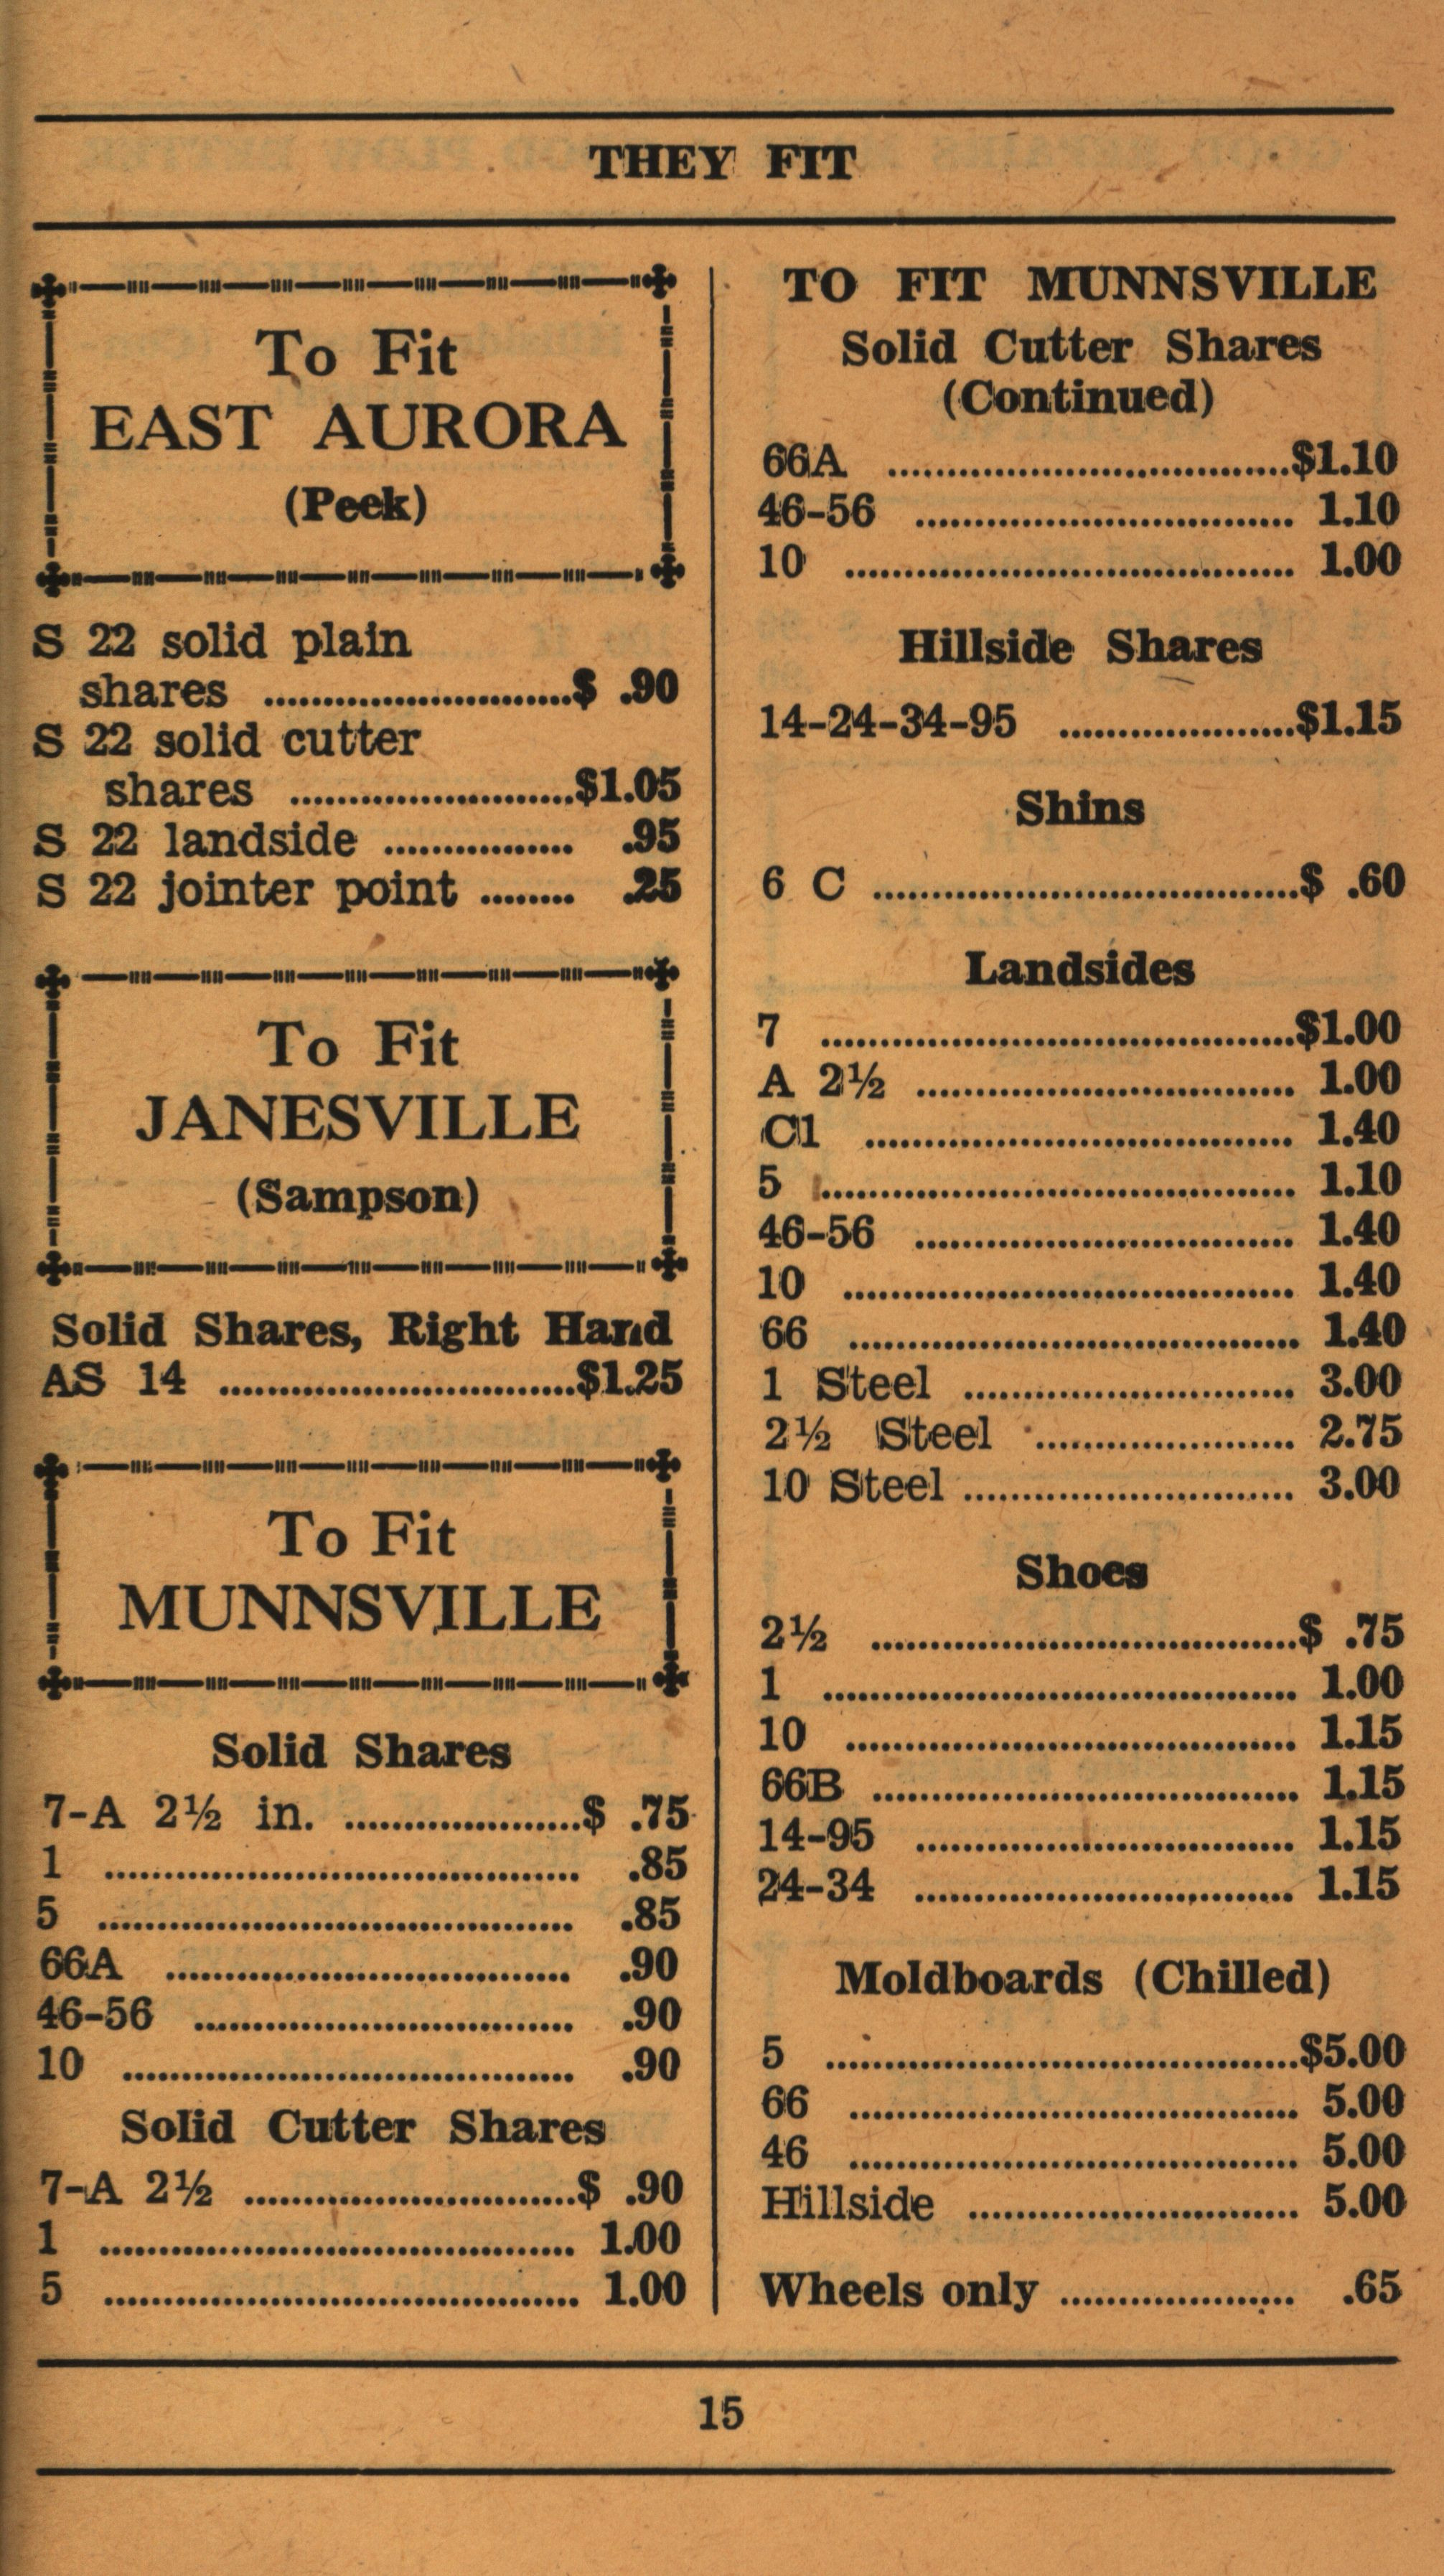 THEY FIT
To Fit
EAST AURORA
(Peek)
S 22 solid plain
shares ..........................$ .90
S 22 solid cutter
shares ........................$1.05
S 22 landside ................ .95
S 22 jointer point ........ .25
To Fit
JANESVILLE
(Sampson)
Solid Shares, Right Hand
AS 14 ..............................$1.25
To Fit
MUNNSVILLE
Solid Shares
7-A 2½ in. ....................$ .75
1 ........................................ .85
5 ........................................ .85
66A .................................. .90
46-56 ................................ .90
10 ...................................... .90
Solid Cutter Shares
7-A 2½ ............................$ .90
1 ........................................ 1.00
5 ........................................ 1.00
TO FIT MUNNSVILLE
Solid Cutter Shares
(Continued)
66A ..................................$1.10
46-56 ................................ 1.10
10 ...................................... 1.00
Hillside Shares
14-24-34-95 ....................$1.15
Shins
6 C ....................................$ .60
Landsides
7 ........................................$1.00
A 2½ ................................ 1.00
C1 .................................... 1.40
5 ........................................ 1.10
46-56 ................................ 1.40
10 ...................................... 1.40
66 ...................................... 1.40
1 Steel ............................ 3.00
2½ Steel ...................... 2.75
10 Steel ............................ 3.00
Shoes
2½ ....................................$ .75
1 ........................................ 1.00
10 ...................................... 1.15
66B .................................... 1.15
14-95 ................................ 1.15
24-34 ................................ 1.15
Moldboards (Chilled)
5 ........................................$5.00
66 ...................................... 5.00
46 ...................................... 5.00
Hillside ............................ 5.00
Wheels only .................... .65
15